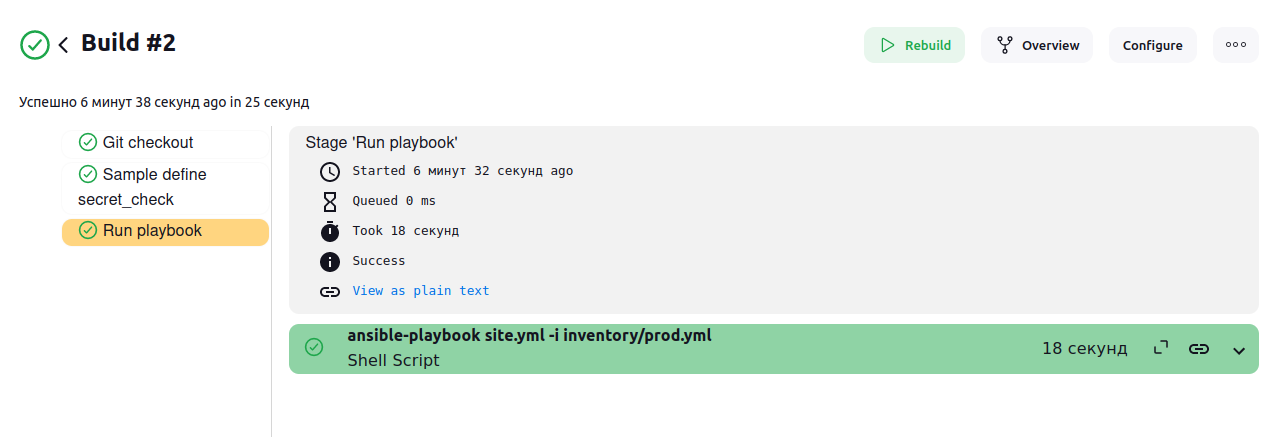 Build #2
Rebuild
Overview
Configure
Успешно 6 минут 38 секунд ago in 25 секунд
Git checkout
Sample define
secret_check
Run playbook
Stage 'Run playbook'
Started 6 минут 32 секунд ago
Queued 0 ms
Took 18 секунд
Success
View as plain text
ansible-playbook site.yml -i inventory/prod.yml
Shell Script
18 секунд